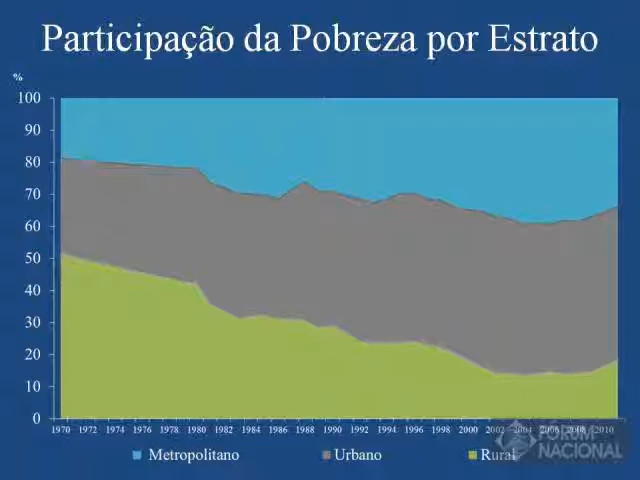 Participação da Pobreza por Estrato
%
100
90
80
70
60
50
40
30
20
10
0
1970 1972 1974 1976 1978 1980 1982 1984 1986 1988 1990 1992 1994 1996 1998 2000 2002 2004 2006 2008 2010
Metropolitano Urbano Rural
FÓRUM
NACIONAL